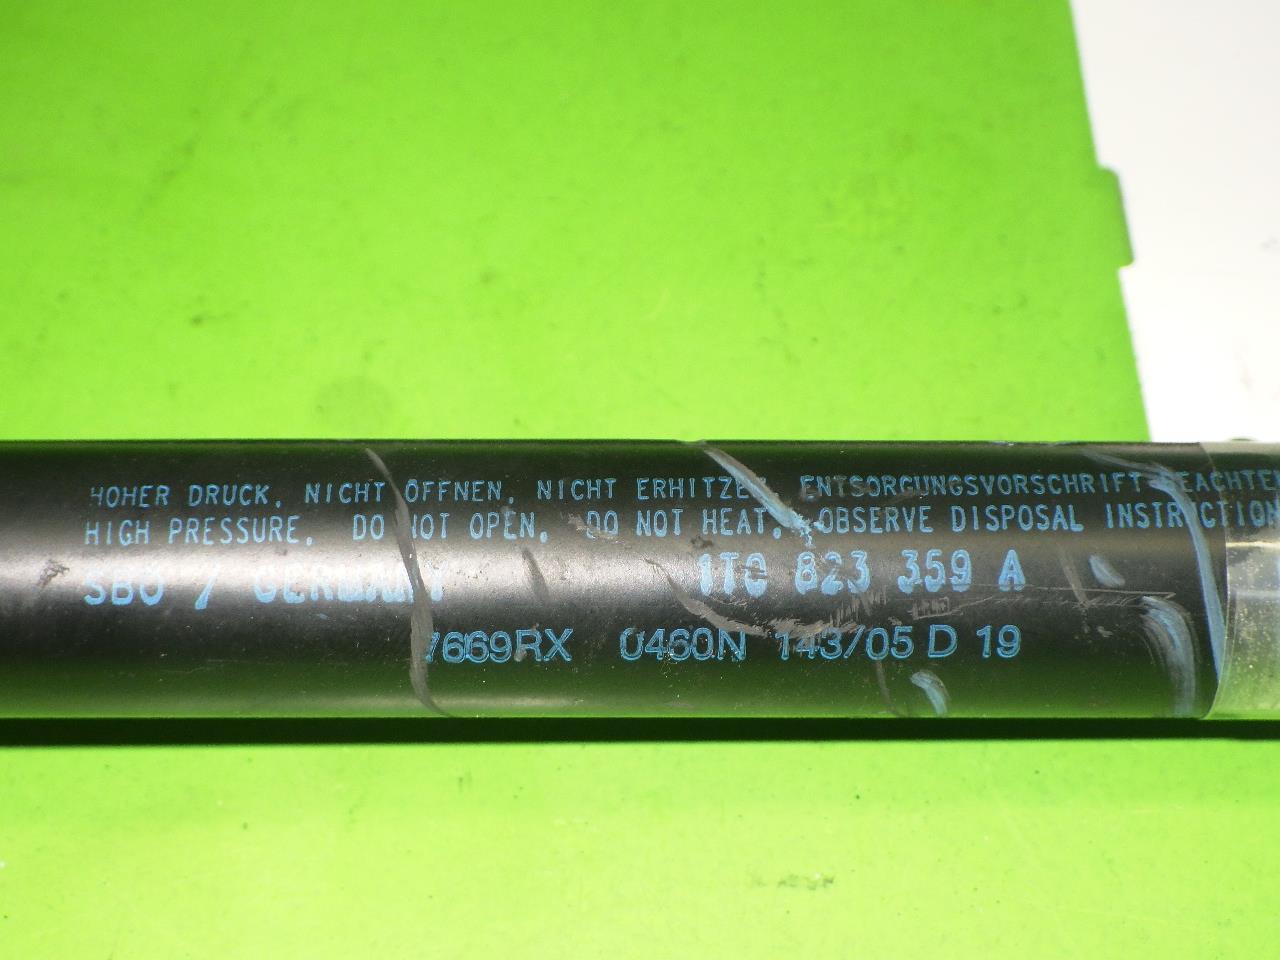 HOHER DRUCK. NICHT ÖFFNEN. NICHT ERHITZEN. ENTSORGUNGSVORSCHRIFT BEACHTEN
HIGH PRESSURE. DO NOT OPEN. DO NOT HEAT. OBSERVE DISPOSAL INSTRUCTION
SBO / GERMANY 1T0 823 359 A
7669RX 0460N 143/05 D 19